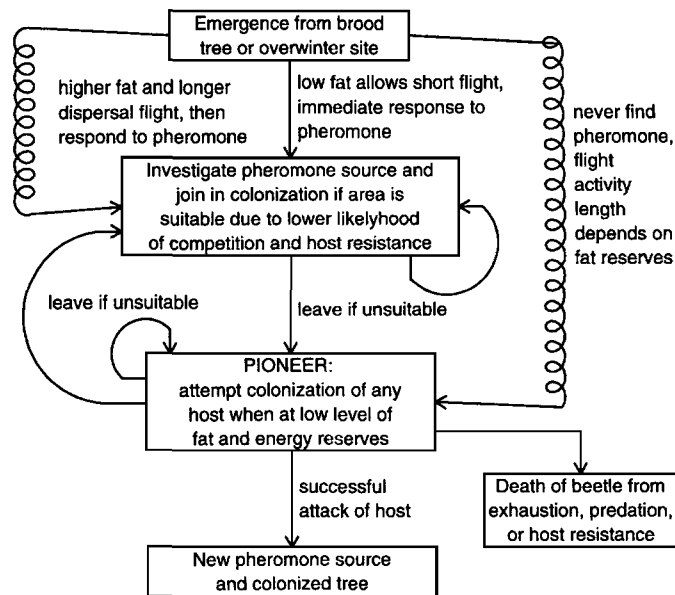 Emergence from brood
tree or overwinter site
higher fat and longer
dispersal flight, then
respond to pheromone
low fat allows short flight,
immediate response to
pheromone
never find
pheromone,
flight
activity
length
depends on
fat reserves
Investigate pheromone source and
join in colonization if area is
suitable due to lower likelyhood
of competition and host resistance
leave if unsuitable
leave if unsuitable
PIONEER:
attempt colonization of any
host when at low level of
fat and energy reserves
successful
attack of host
Death of beetle from
exhaustion, predation,
or host resistance
New pheromone source
and colonized tree